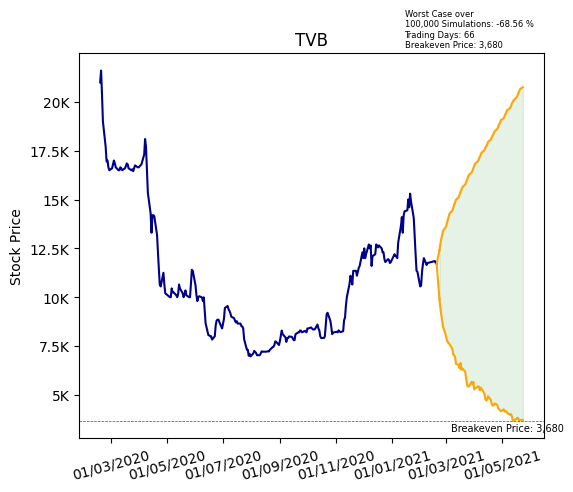 Worst Case over
100,000 Simulations: -68.56 %
Trading Days: 66
Breakeven Price: 3,680
TVB
Stock Price
20K
17.5K
15K
12.5K
10K
7.5K
5K
Breakeven Price: 3,680
01/03/2020
01/05/2020
01/07/2020
01/09/2020
01/11/2020
01/01/2021
01/03/2021
01/05/2021